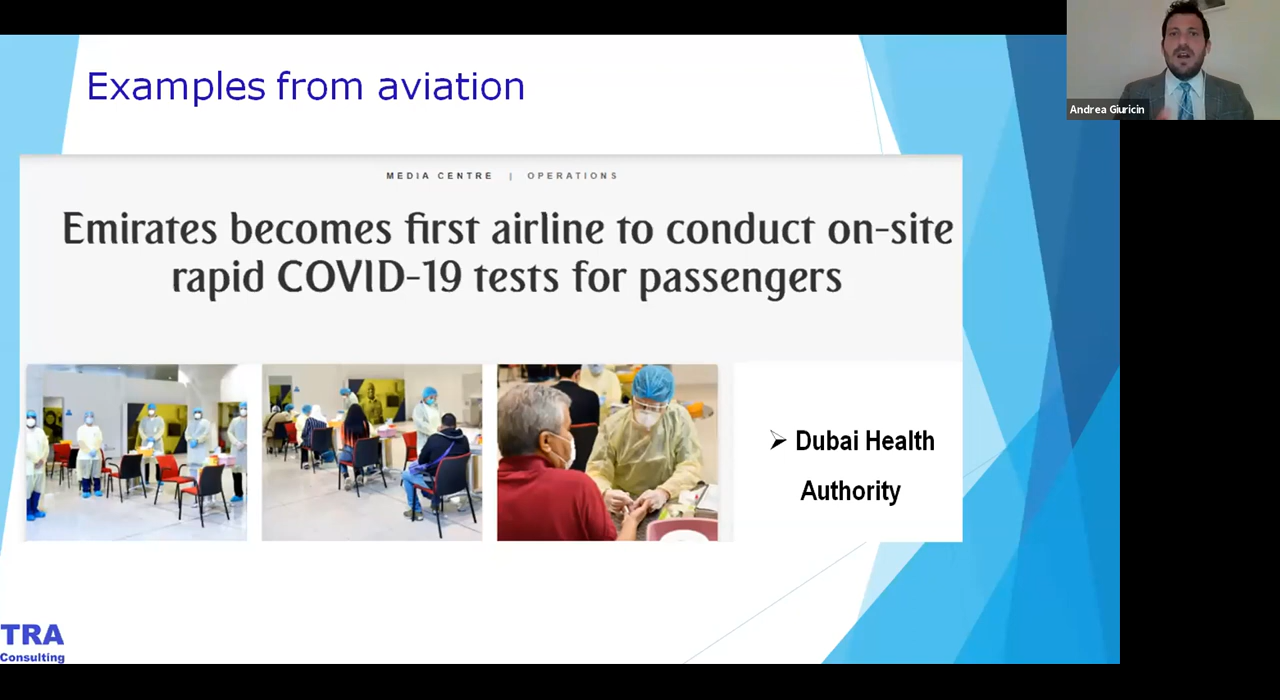 Examples from aviation
Andrea Giuricin
MEDIA CENTRE | OPERATIONS
Emirates becomes first airline to conduct on-site
rapid COVID-19 tests for passengers
➢ Dubai Health
Authority
TRA
Consulting